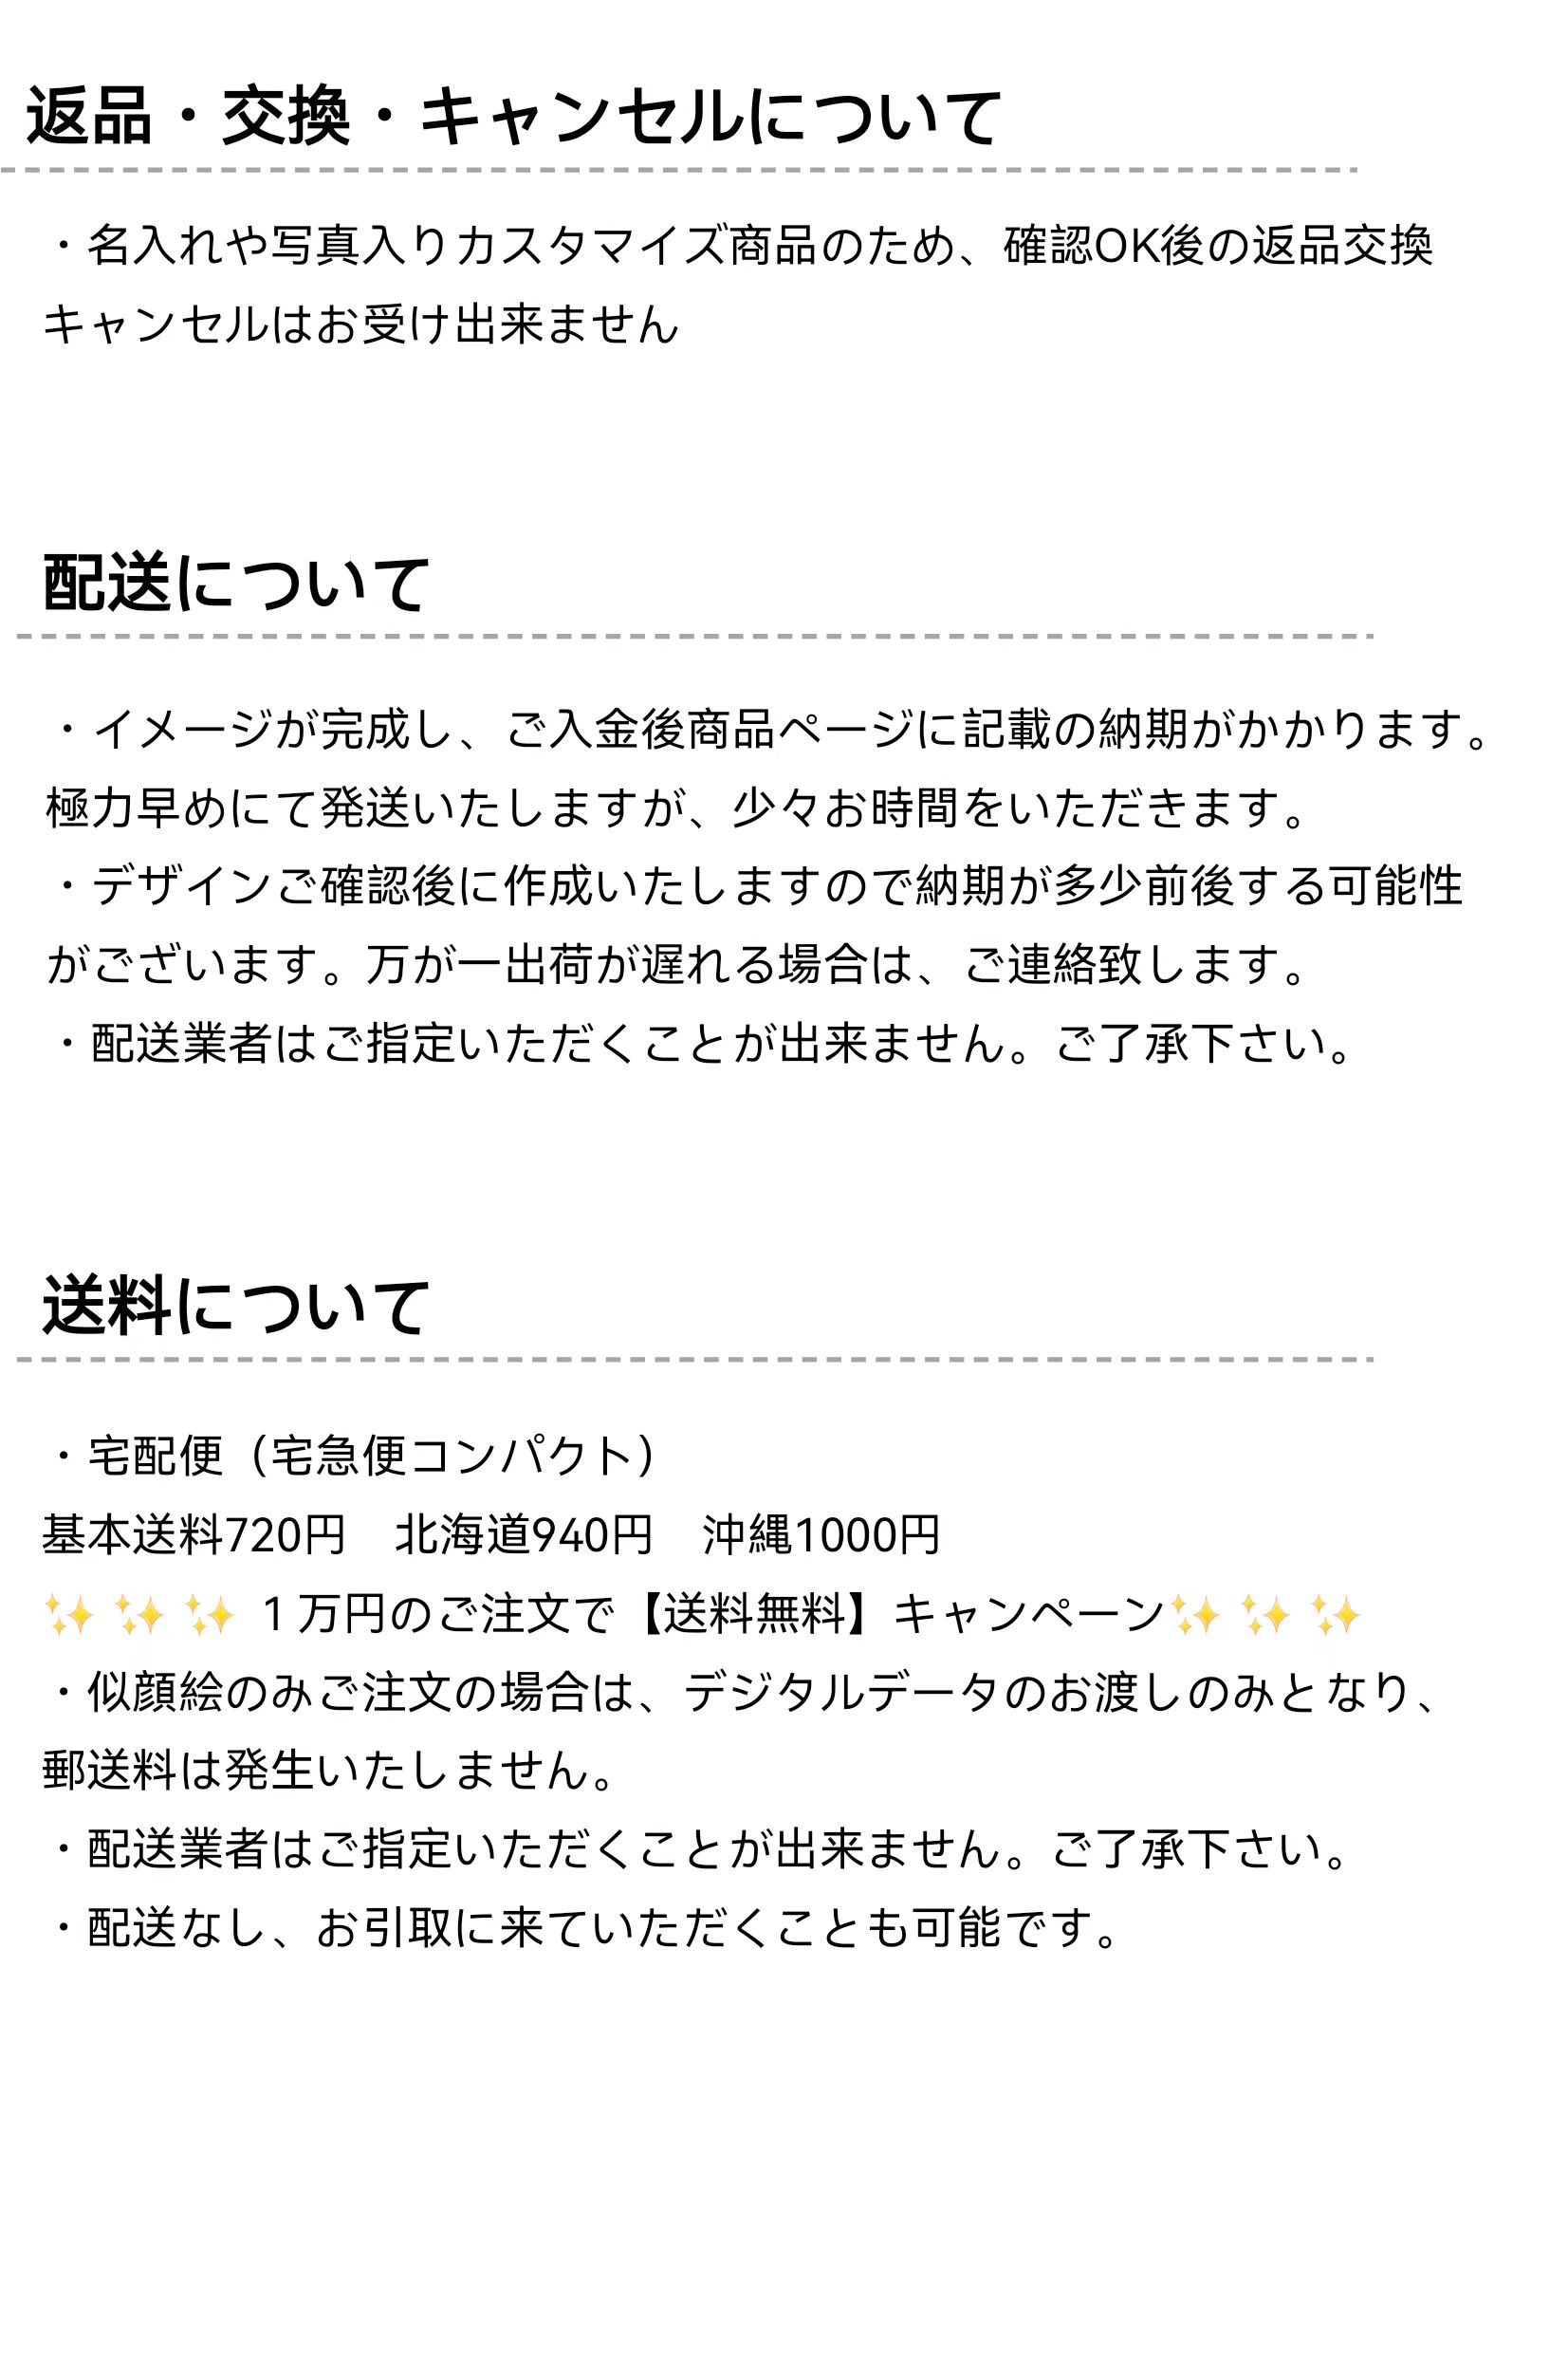 返品・交換・キャンセルについて
・名入れや写真入りカスタマイズ商品のため、確認OK後の返品交換
キャンセルはお受け出来ません
配送について
・イメージが完成し、ご入金後商品ページに記載の納期がかかります。
極力早めにて発送いたしますが、少々お時間をいただきます。
・デザインご確認後に作成いたしますので納期が多少前後する可能性
がございます。万が一出荷が遅れる場合は、ご連絡致します。
・配送業者はご指定いただくことが出来ません。ご了承下さい。
送料について
・宅配便（宅急便コンパクト）
基本送料720円　北海道940円　沖縄1000円
✨✨✨１万円のご注文で【送料無料】キャンペーン✨✨✨
・似顔絵のみご注文の場合は、デジタルデータのお渡しのみとなり、
郵送料は発生いたしません。
・配送業者はご指定いただくことが出来ません。ご了承下さい。
・配送なし、お引取に来ていただくことも可能です。